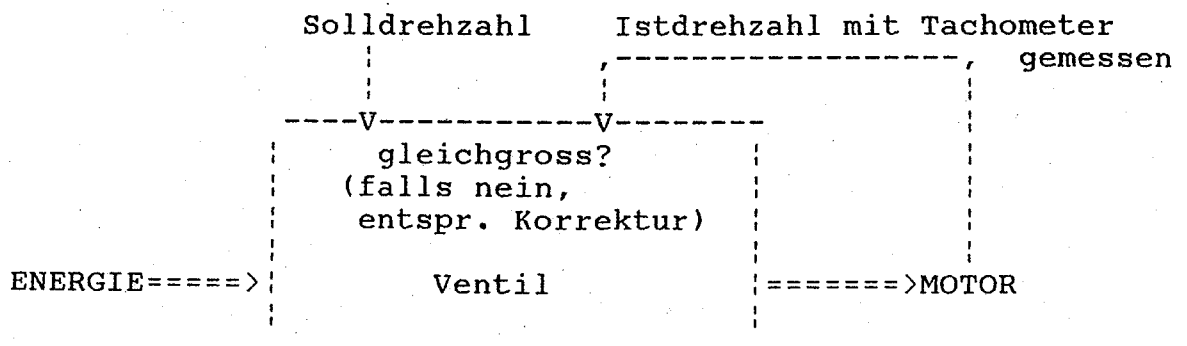 Solldrehzahl Istdrehzahl mit Tachometer
gemessen
----V------------V--------
gleichgross?
(falls nein,
entspr. Korrektur)
ENERGIE=====> Ventil =======>MOTOR